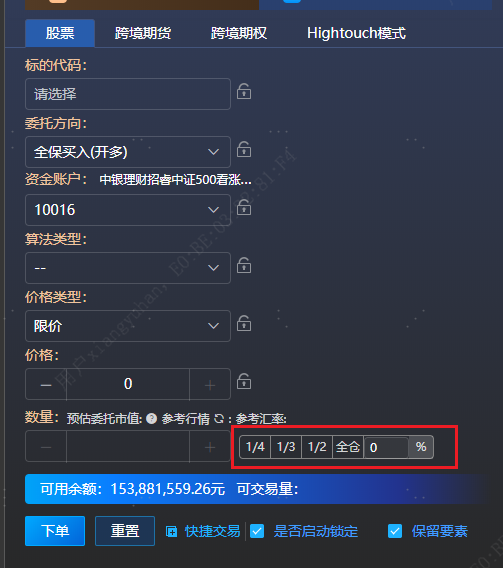 股票 跨境期货 跨境期权 Hightouch模式
标的代码:
请选择
委托方向:
全保买入(开多)
资金账户: 中银理财招睿中证500看涨...
10016
算法类型:
--
价格类型:
限价
价格:
− 0 +
数量: 预估委托市值: ? 参考行情 : 参考汇率:
− + 1/4 1/3 1/2 全仓 0 %
可用余额: 153,881,559.26元 可交易量:
下单 重置 快捷交易 是否启动锁定 保留要素